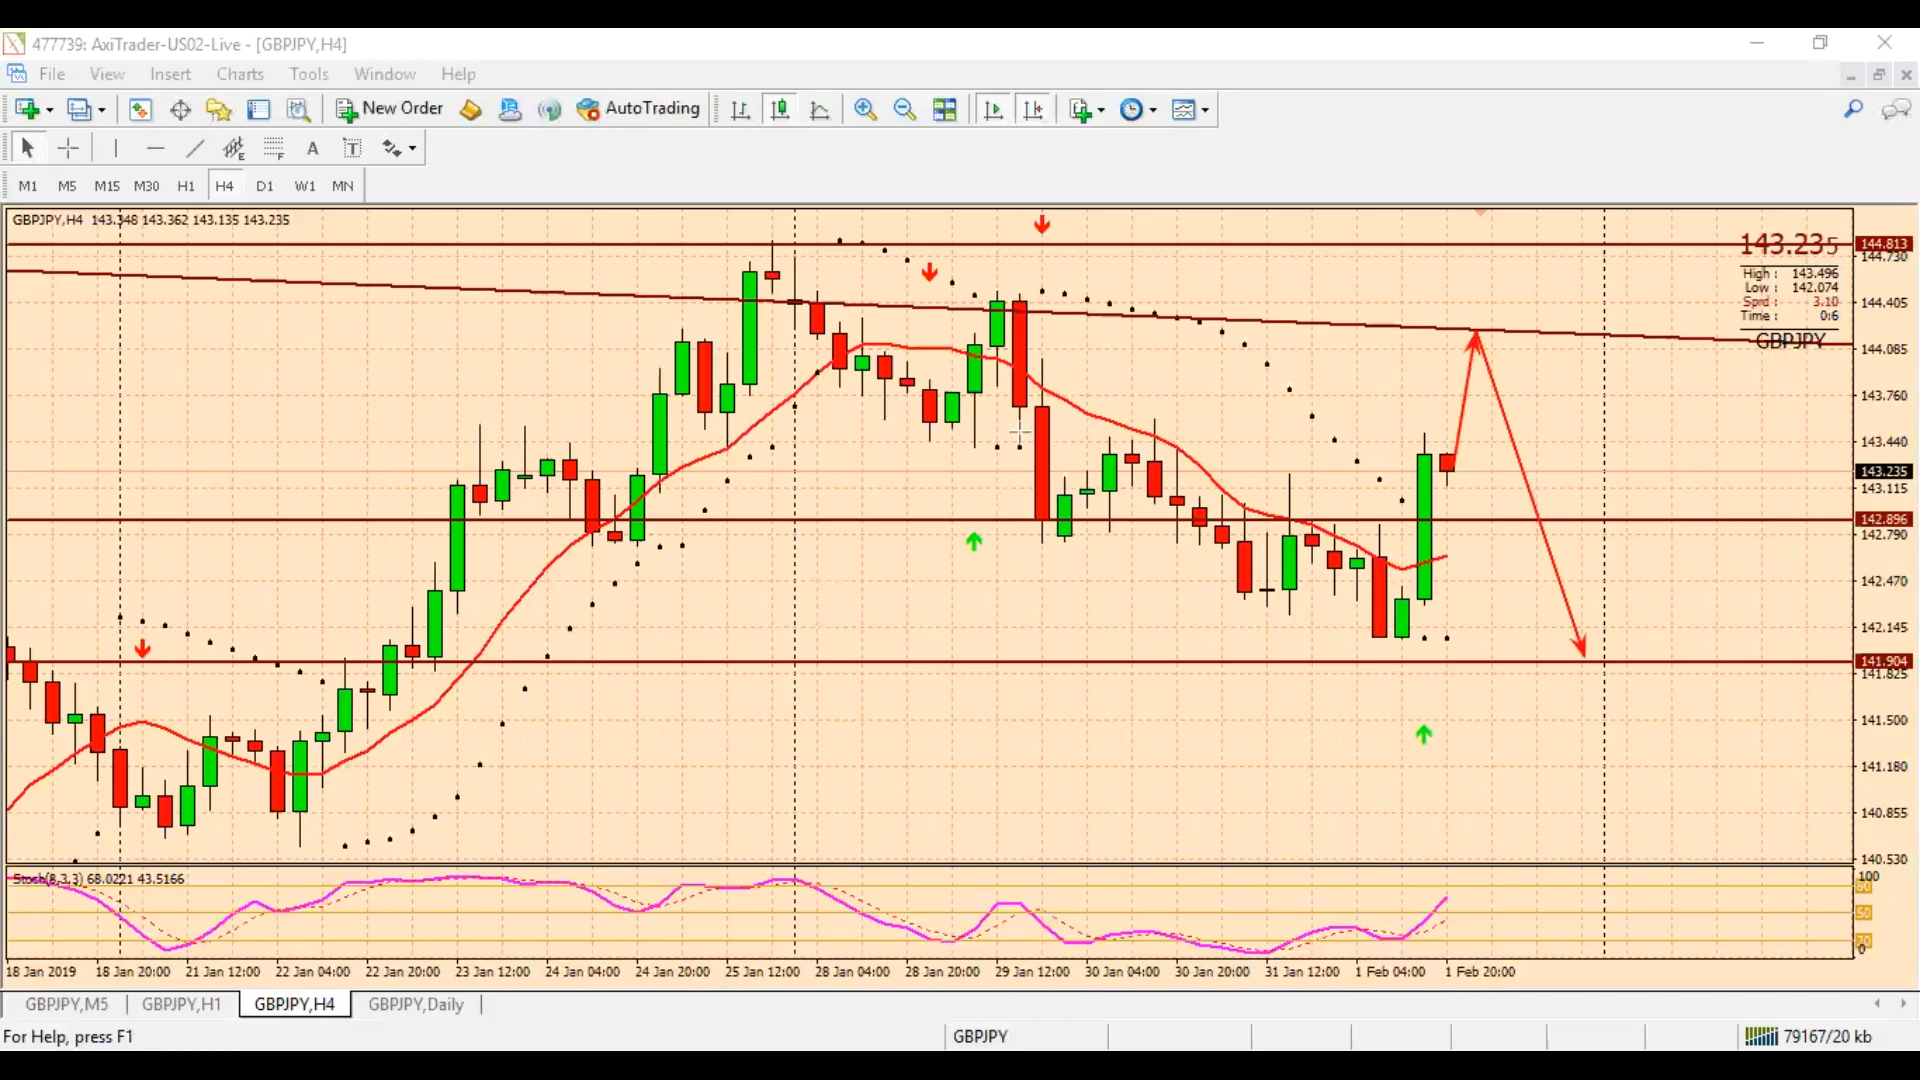 477739: AxiTrader-US02-Live - [GBPJPY,H4]
File View Insert Charts Tools Window Help
New Order AutoTrading
A T
M1 M5 M15 M30 H1 H4 D1 W1 MN
GBPJPY,H4 143.348 143.362 143.135 143.235
143.235
High : 143.496
Low : 142.074
Sprd : 3.10
Time : 0:6
GBPJPY
144.813
144.730
144.405
144.085
143.760
143.440
143.235
143.115
142.896
142.790
142.470
142.145
141.904
141.825
141.500
141.180
140.855
140.530
Stoch(8,3,3) 68.0221 43.5166
100
80
50
0
18 Jan 2019 18 Jan 20:00 21 Jan 12:00 22 Jan 04:00 22 Jan 20:00 23 Jan 12:00 24 Jan 04:00 24 Jan 20:00 25 Jan 12:00 28 Jan 04:00 28 Jan 20:00 29 Jan 12:00 30 Jan 04:00 30 Jan 20:00 31 Jan 12:00 1 Feb 04:00 1 Feb 20:00
GBPJPY,M5 GBPJPY,H1 GBPJPY,H4 GBPJPY,Daily
For Help, press F1 GBPJPY 79167/20 kb